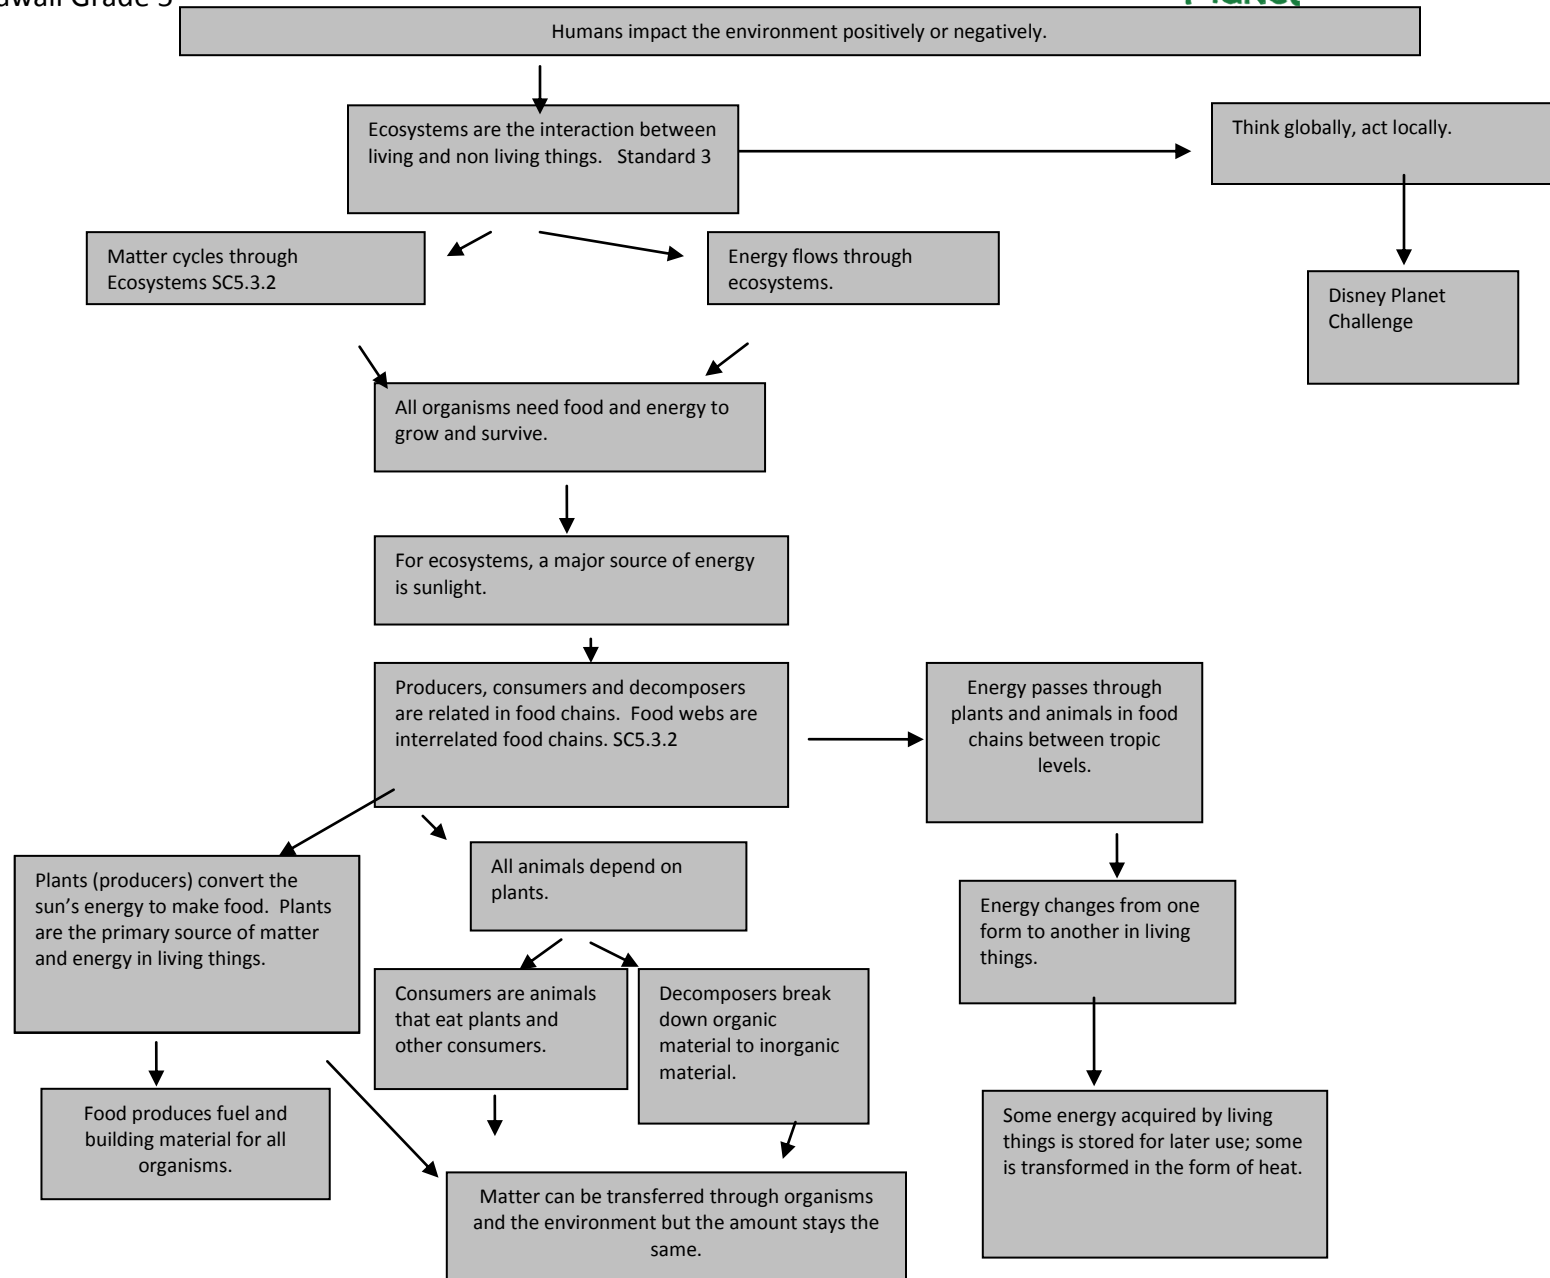 Grade 5
Planet
Humans impact the environment positively or negatively.
Ecosystems are the interaction between
living and non living things. Standard 3
Think globally, act locally.
Matter cycles through
Ecosystems SC5.3.2
Energy flows through
ecosystems.
Disney Planet
Challenge
All organisms need food and energy to
grow and survive.
For ecosystems, a major source of energy
is sunlight.
Producers, consumers and decomposers
are related in food chains. Food webs are
interrelated food chains. SC5.3.2
Energy passes through
plants and animals in food
chains between tropic
levels.
Plants (producers) convert the
sun’s energy to make food. Plants
are the primary source of matter
and energy in living things.
All animals depend on
plants.
Energy changes from one
form to another in living
things.
Consumers are animals
that eat plants and
other consumers.
Decomposers break
down organic
material to inorganic
material.
Food produces fuel and
building material for all
organisms.
Some energy acquired by living
things is stored for later use; some
is transformed in the form of heat.
Matter can be transferred through organisms
and the environment but the amount stays the
same.